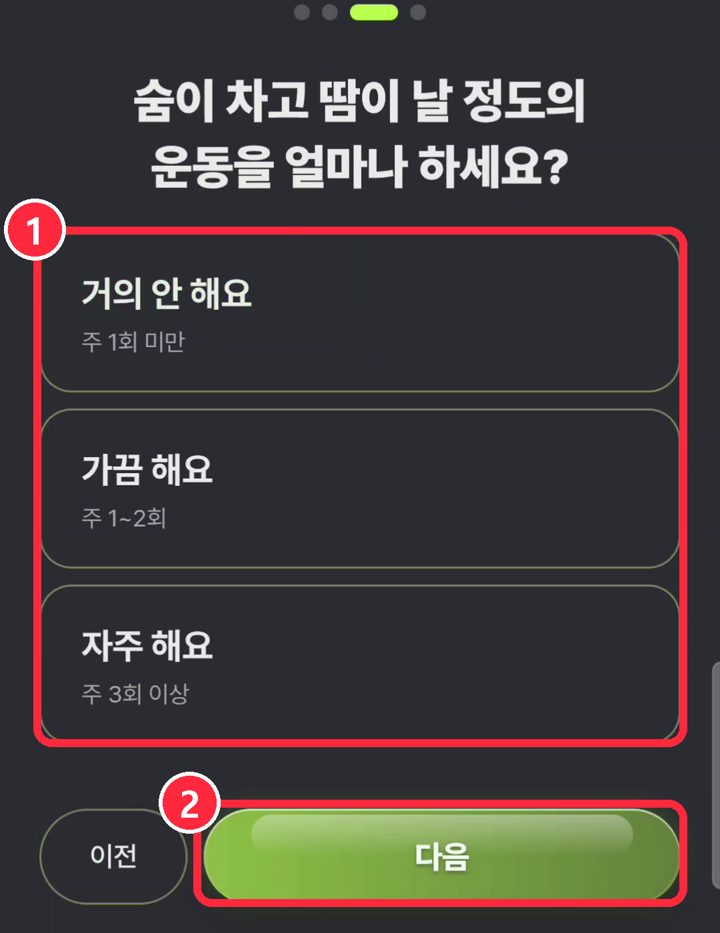 숨이 차고 땀이 날 정도의
운동을 얼마나 하세요?
1
거의 안 해요
주 1회 미만
가끔 해요
주 1~2회
자주 해요
주 3회 이상
2
이전
다음